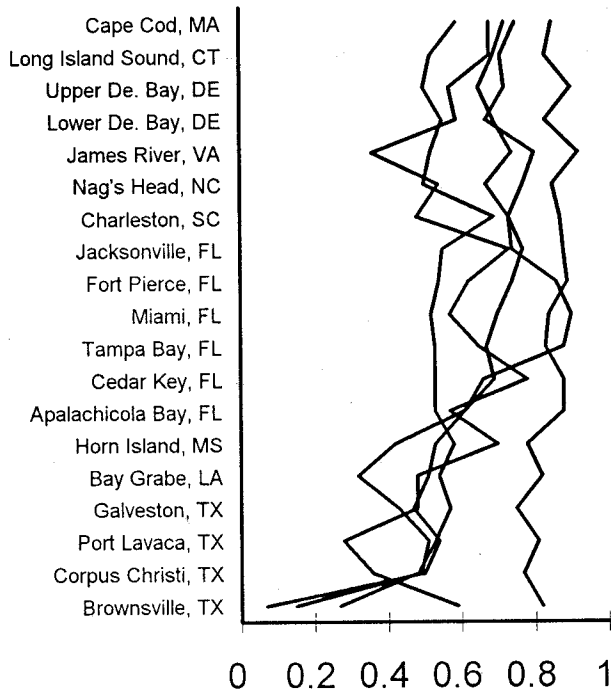 Cape Cod, MA
Long Island Sound, CT
Upper De. Bay, DE
Lower De. Bay, DE
James River, VA
Nag's Head, NC
Charleston, SC
Jacksonville, FL
Fort Pierce, FL
Miami, FL
Tampa Bay, FL
Cedar Key, FL
Apalachicola Bay, FL
Horn Island, MS
Bay Grabe, LA
Galveston, TX
Port Lavaca, TX
Corpus Christi, TX
Brownsville, TX
0 0.2 0.4 0.6 0.8 1